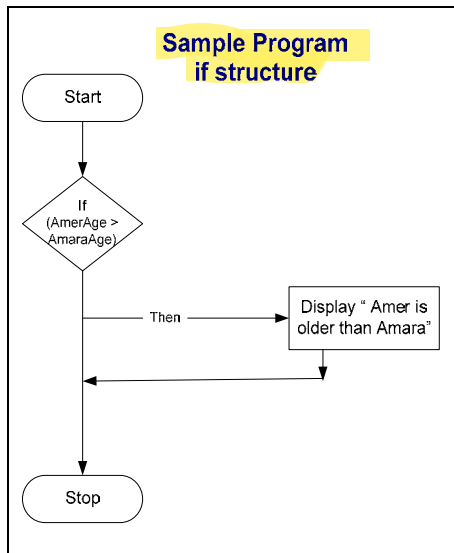 Sample Program
if structure
Start
If
(AmerAge >
AmaraAge)
Then
Display “ Amer is
older than Amara”
Stop